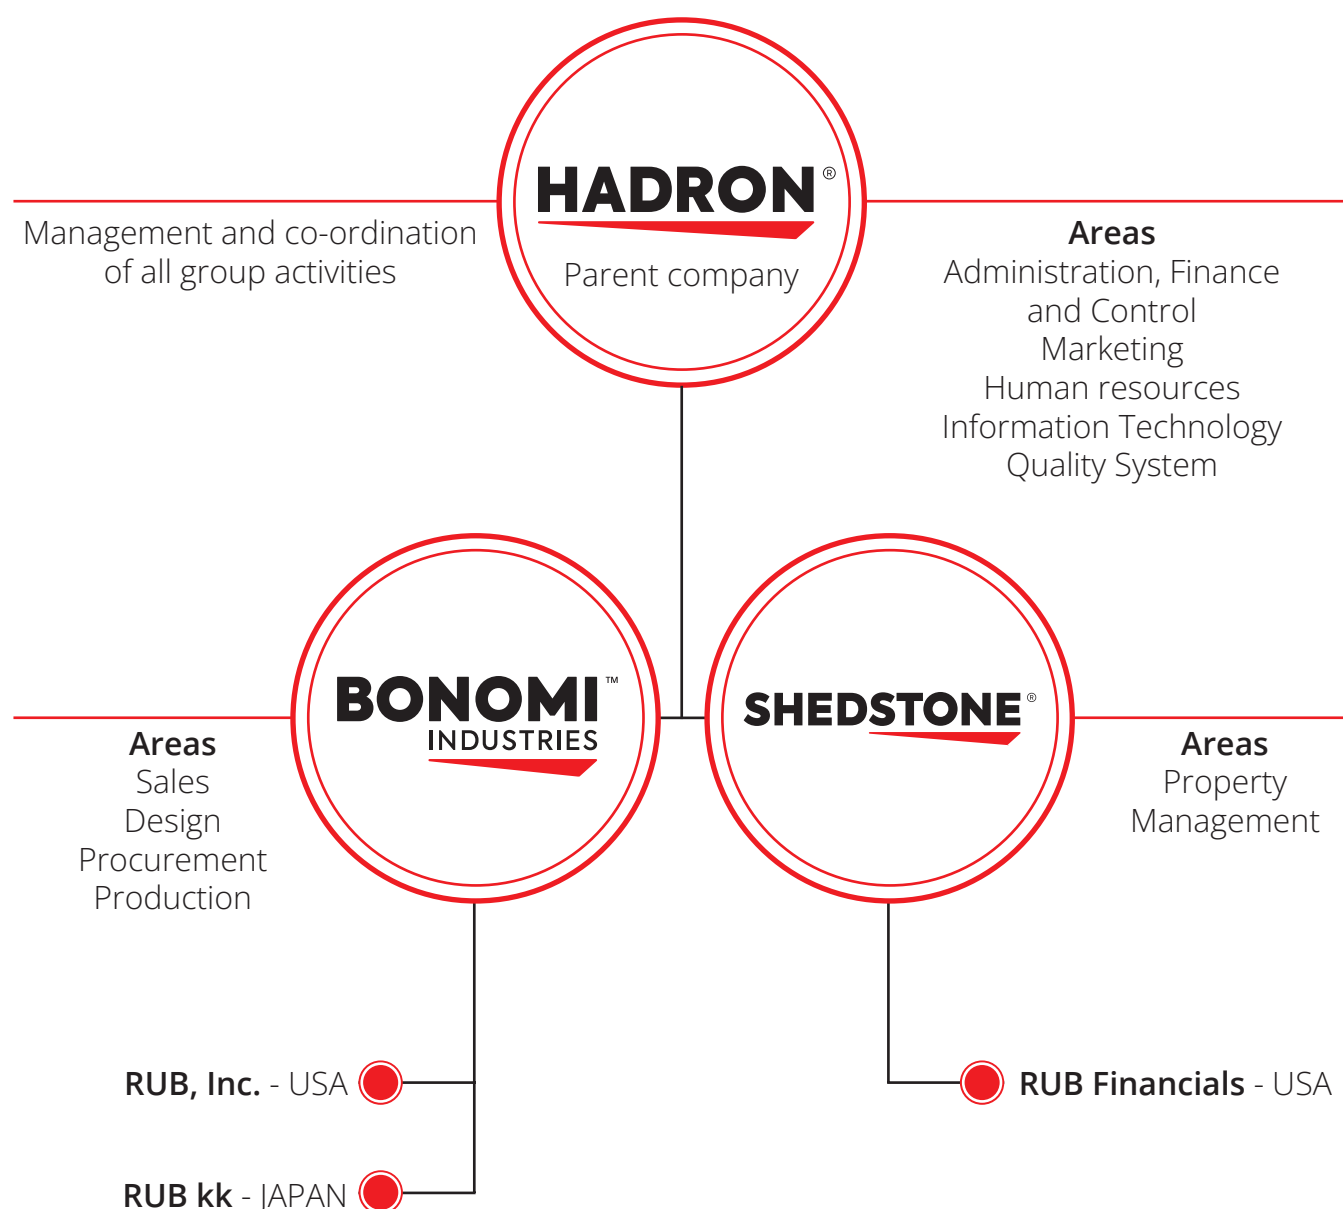 HADRON®
Parent company
Management and co-ordination
of all group activities
Areas
Administration, Finance
and Control
Marketing
Human resources
Information Technology
Quality System
BONOMI™
INDUSTRIES
Areas
Sales
Design
Procurement
Production
SHEDSTONE®
Areas
Property
Management
RUB, Inc. - USA
RUB kk - JAPAN
RUB Financials - USA